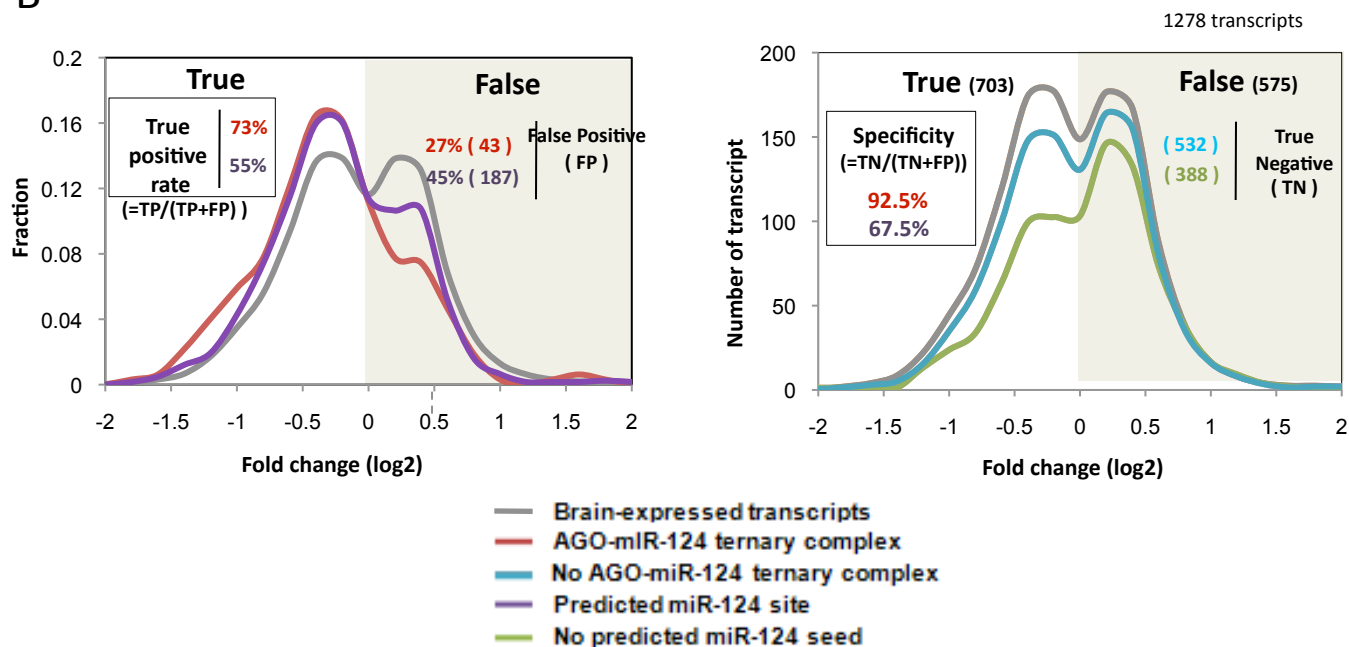 B
1278 transcripts
0.2
0.16
0.12
0.08
0.04
0
Fraction
True
False
True
positive
rate
(=TP/(TP+FP) )
73%
55%
27% ( 43 )
45% ( 187)
False Positive
( FP )
-2 -1 -0.5 0 0.5 1 2
Fold change (log2)
200
150
100
50
0
Number of transcript
True (703)
False (575)
Specificity
(=TN/(TN+FP))
92.5%
67.5%
( 532 )
( 388 )
True
Negative
( TN )
-2 -1.5 -1 -0.5 0 0.5 1 1.5 2
Fold change (log2)
Brain-expressed transcripts
AGO-mIR-124 ternary complex
No AGO-miR-124 ternary complex
Predicted miR-124 site
No predicted miR-124 seed